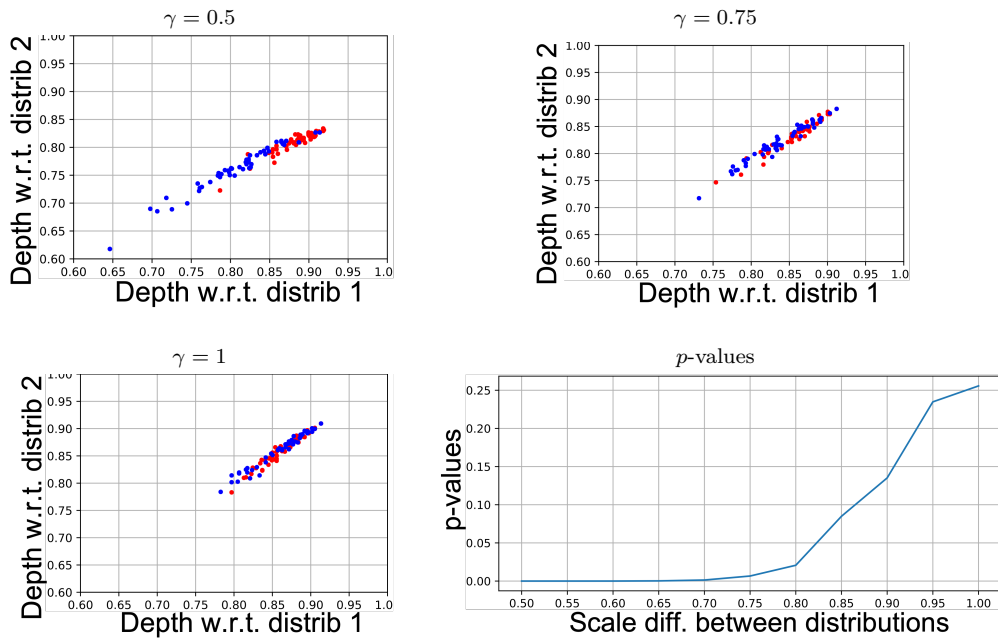 γ = 0.5
Depth w.r.t. distrib 2
1.00
0.95
0.90
0.85
0.80
0.75
0.70
0.65
0.60
0.60 0.65 0.70 0.75 0.80 0.85 0.90 0.95 1.0
Depth w.r.t. distrib 1
γ = 0.75
Depth w.r.t. distrib 2
1.00
0.95
0.90
0.85
0.80
0.75
0.70
0.65
0.60
0.60 0.65 0.70 0.75 0.80 0.85 0.90 0.95 1.0
Depth w.r.t. distrib 1
γ = 1
Depth w.r.t. distrib 2
1.00
0.95
0.90
0.85
0.80
0.75
0.70
0.65
0.60
0.60 0.65 0.70 0.75 0.80 0.85 0.90 0.95 1.0
Depth w.r.t. distrib 1
p-values
p-values
0.25
0.20
0.15
0.10
0.05
0.00
0.50 0.55 0.60 0.65 0.70 0.75 0.80 0.85 0.90 0.95 1.00
Scale diff. between distributions